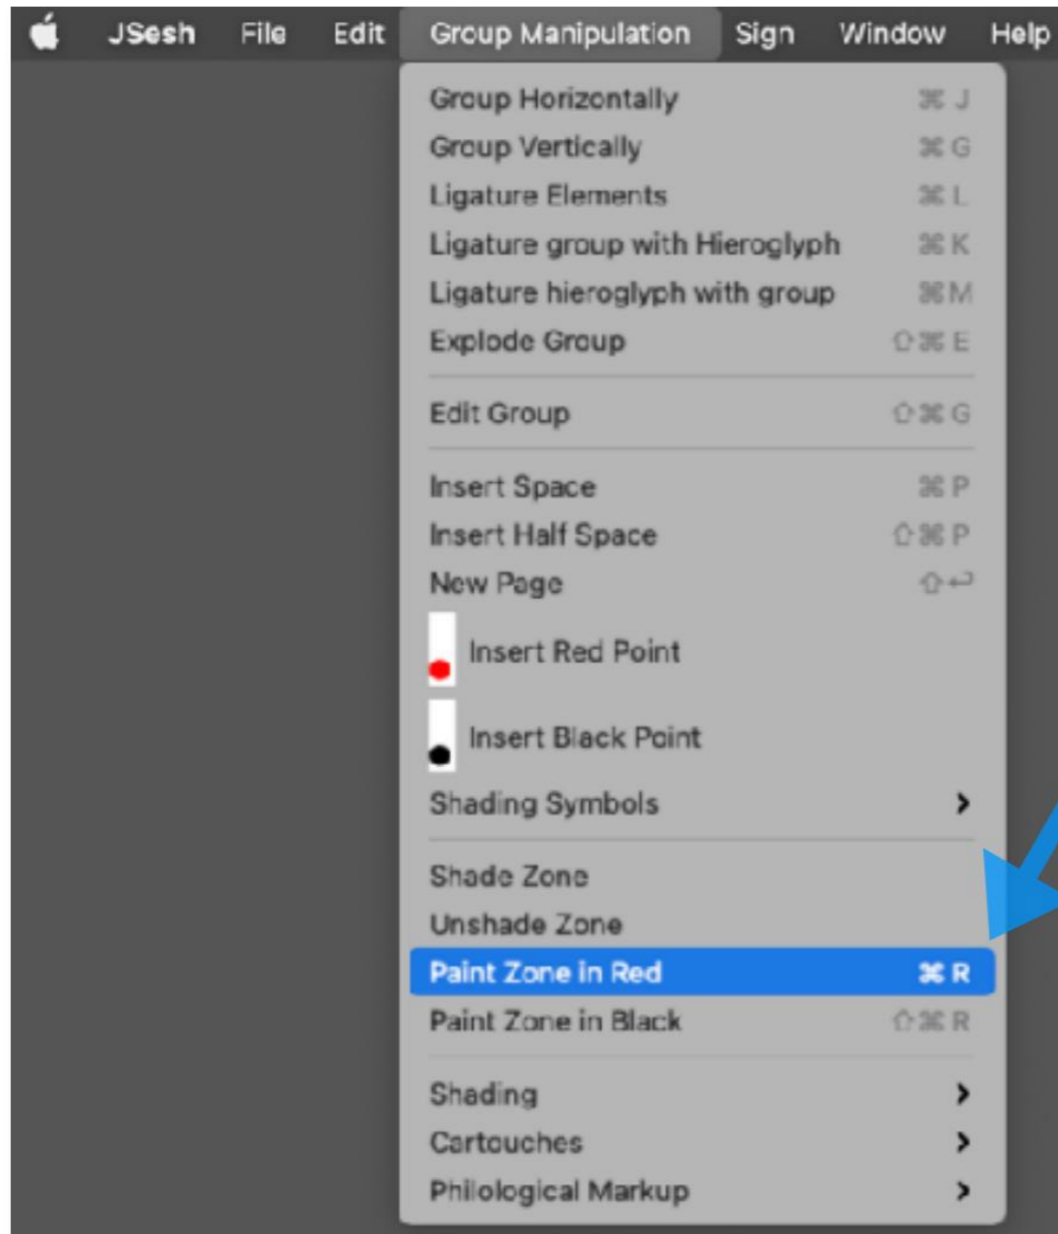 JSesh File Edit Group Manipulation Sign Window Help
Group Horizontally ⌘ J
Group Vertically ⌘ G
Ligature Elements ⌘ L
Ligature group with Hieroglyph ⌘ K
Ligature hieroglyph with group ⌘ M
Explode Group ⇧ ⌘ E
Edit Group ⇧ ⌘ G
Insert Space ⌘ P
Insert Half Space ⇧ ⌘ P
New Page ⇧ ↩
Insert Red Point
Insert Black Point
Shading Symbols
Shade Zone
Unshade Zone
Paint Zone in Red ⌘ R
Paint Zone in Black ⇧ ⌘ R
Shading
Cartouches
Philological Markup